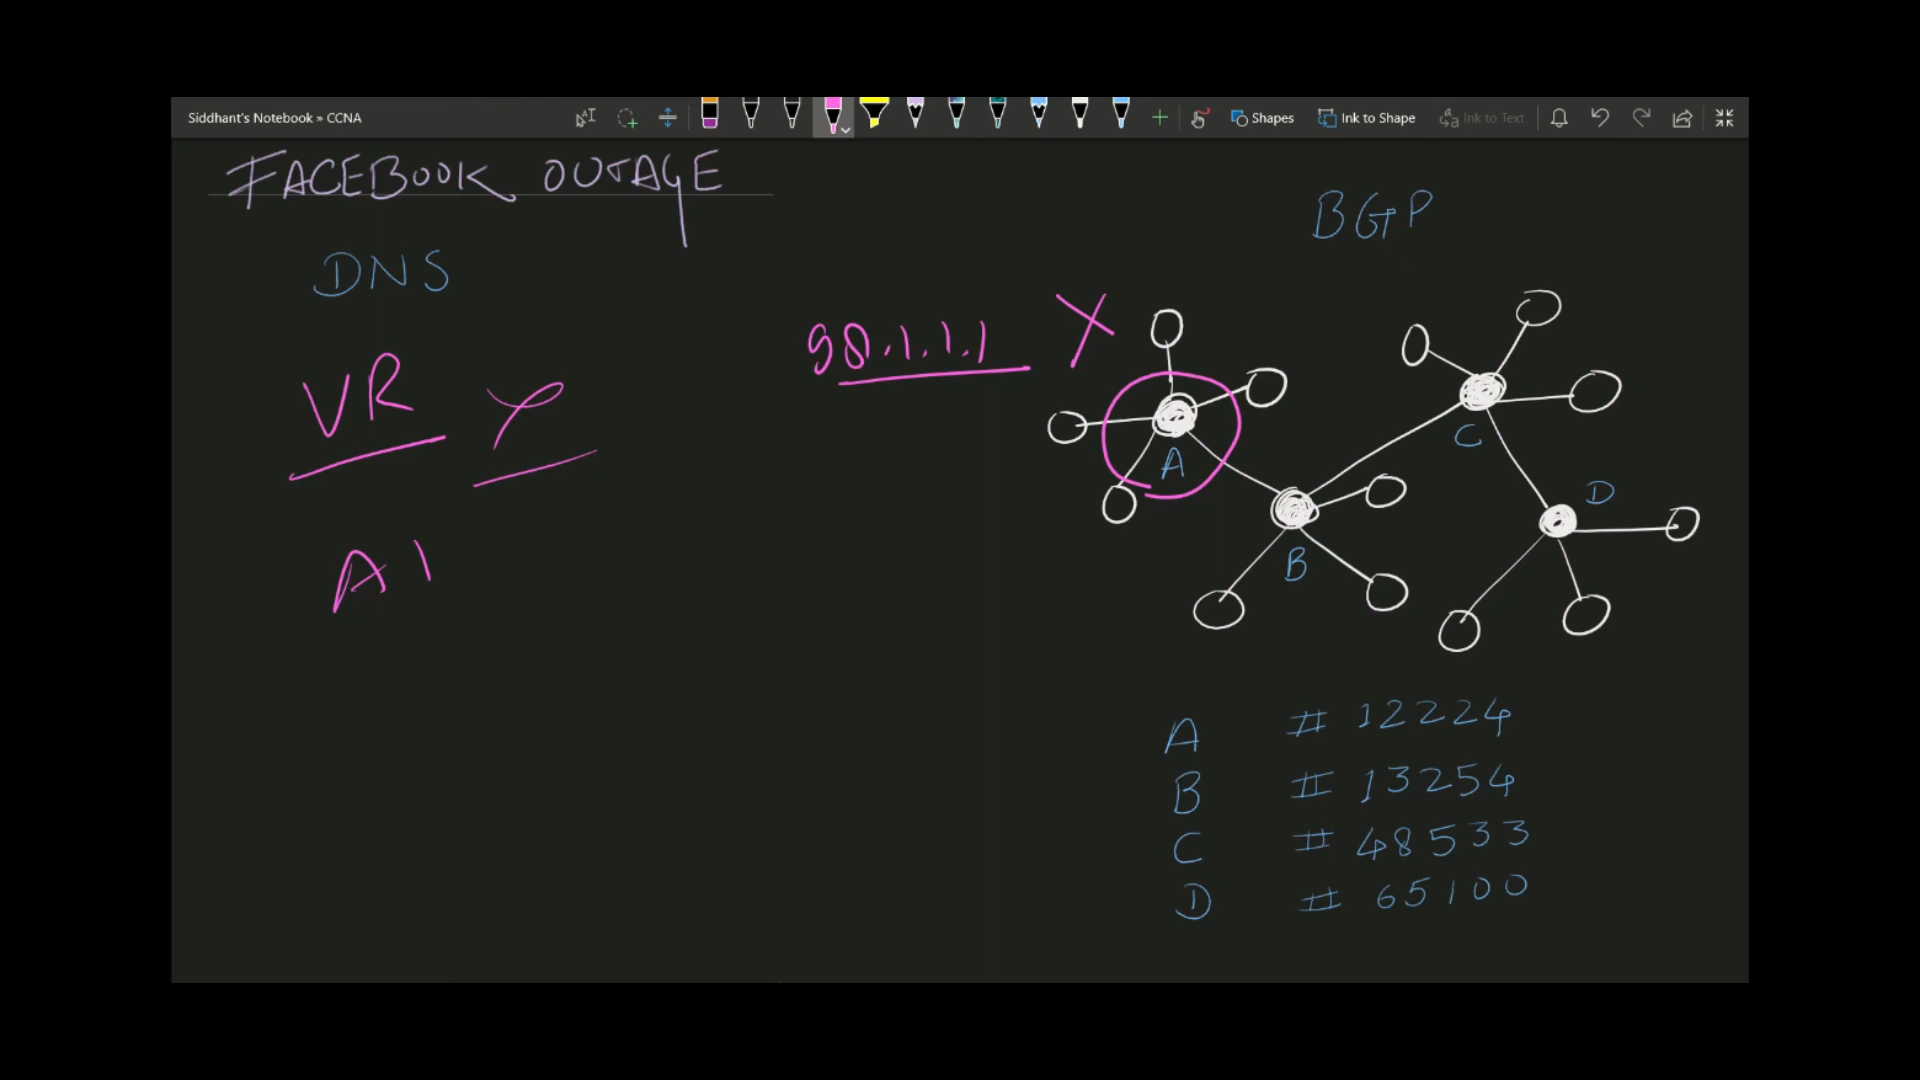 Siddhant's Notebook » CCNA
Shapes
Ink to Shape
Ink to Text
FACEBOOK OUTAGE
DNS
BGP
98.1.1.1 X
VR
A
B
C
D
A # 12224
B # 13254
C # 48533
D # 65100